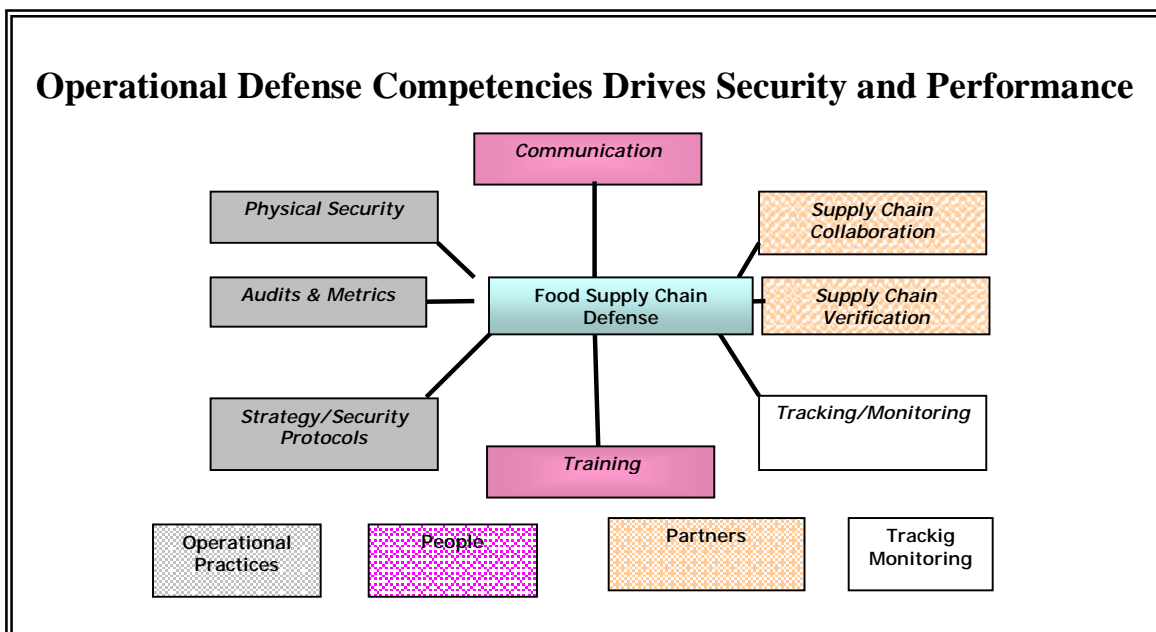 Operational Defense Competencies Drives Security and Performance
Communication
Physical Security
Supply Chain
Collaboration
Audits & Metrics
Food Supply Chain
Defense
Supply Chain
Verification
Strategy/Security
Protocols
Tracking/Monitoring
Training
Operational
Practices
People
Partners
Trackig
Monitoring